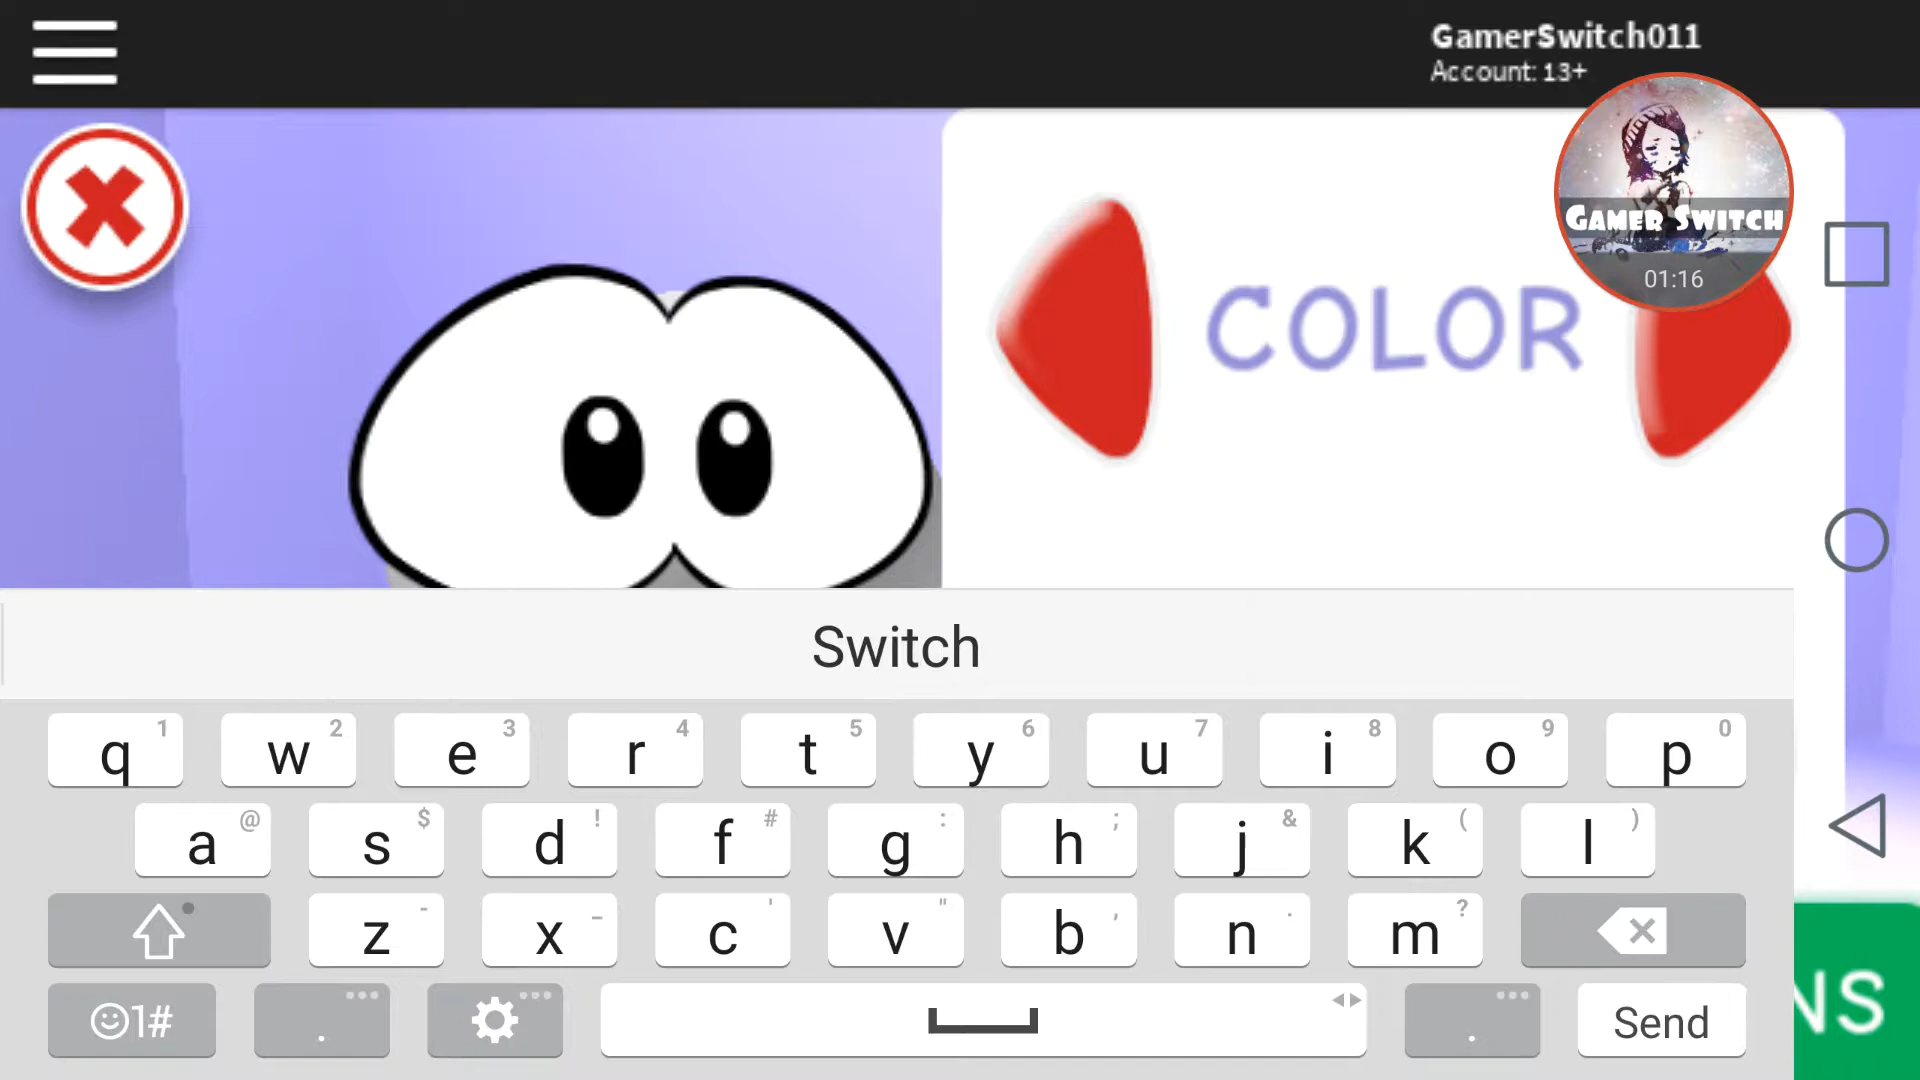 GamerSwitch011
Account: 13+
GAMER SWITCH
01:16
COLOR
Switch
1 2 3 4 5 6 7 8 9 0
q w e r t y u i o p
@ $ ! # : ; & ( )
a s d f g h j k l
- _ ' " , . ?
z x c v b n m
☺1# . . Send
NS